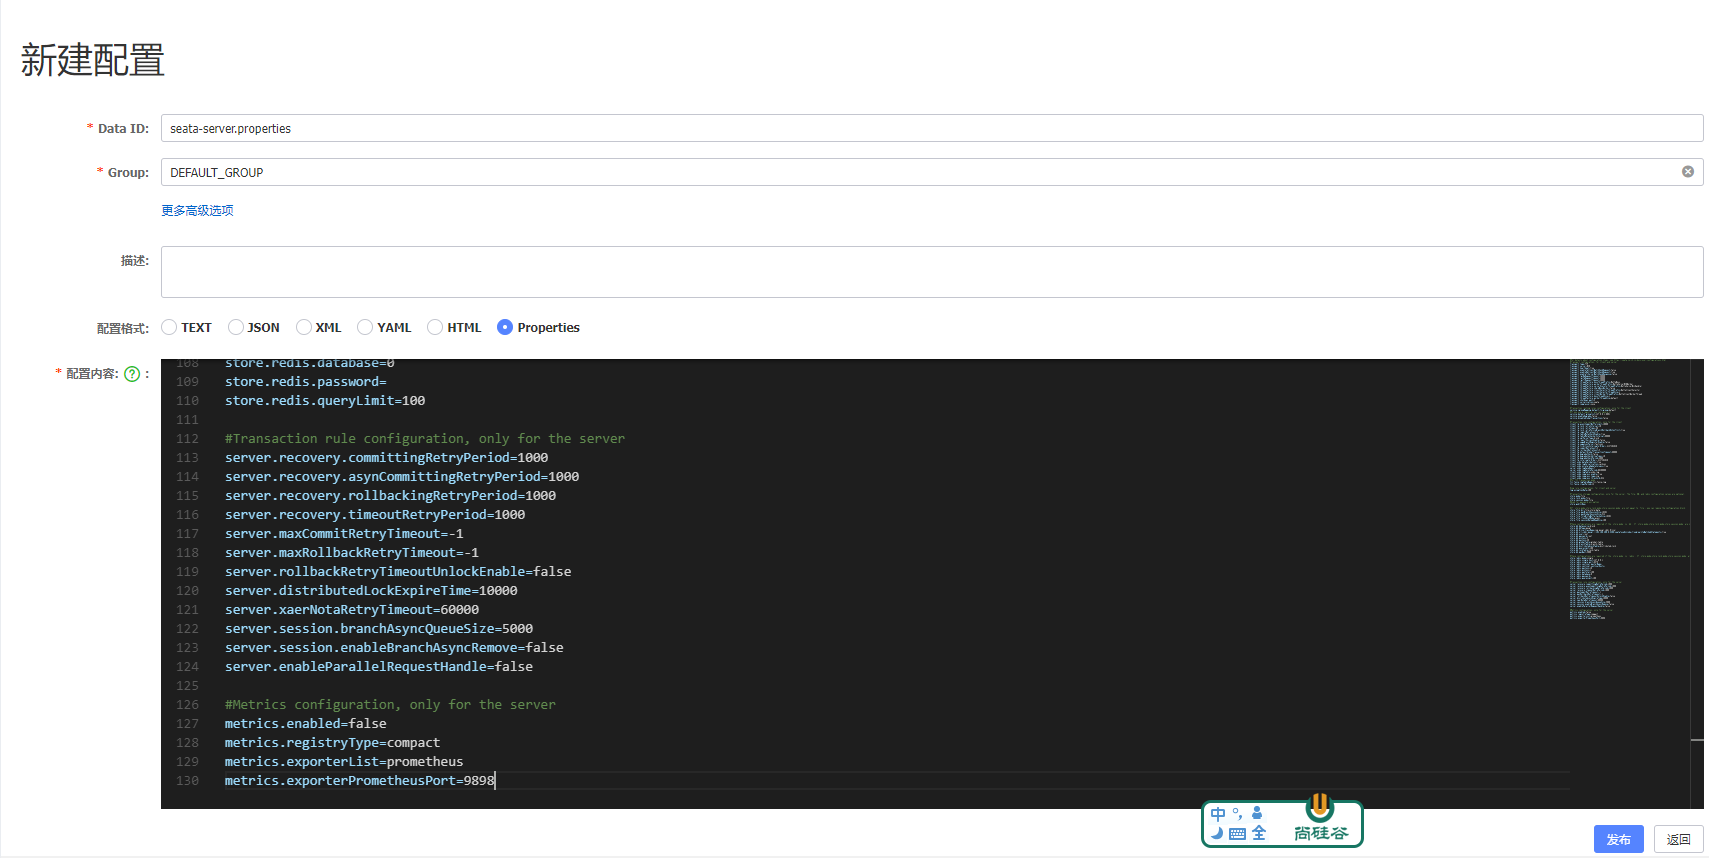 新建配置
* Data ID: seata-server.properties
* Group: DEFAULT_GROUP
更多高级选项
描述:
配置格式: TEXT JSON XML YAML HTML Properties
* 配置内容: ? :
108 store.redis.database=0
109 store.redis.password=
110 store.redis.queryLimit=100
111
112 #Transaction rule configuration, only for the server
113 server.recovery.committingRetryPeriod=1000
114 server.recovery.asynCommittingRetryPeriod=1000
115 server.recovery.rollbackingRetryPeriod=1000
116 server.recovery.timeoutRetryPeriod=1000
117 server.maxCommitRetryTimeout=-1
118 server.maxRollbackRetryTimeout=-1
119 server.rollbackRetryTimeoutUnlockEnable=false
120 server.distributedLockExpireTime=10000
121 server.xaerNotaRetryTimeout=60000
122 server.session.branchAsyncQueueSize=5000
123 server.session.enableBranchAsyncRemove=false
124 server.enableParallelRequestHandle=false
125
126 #Metrics configuration, only for the server
127 metrics.enabled=false
128 metrics.registryType=compact
129 metrics.exporterList=prometheus
130 metrics.exporterPrometheusPort=9898
中 °,
全 尚硅谷
发布 返回